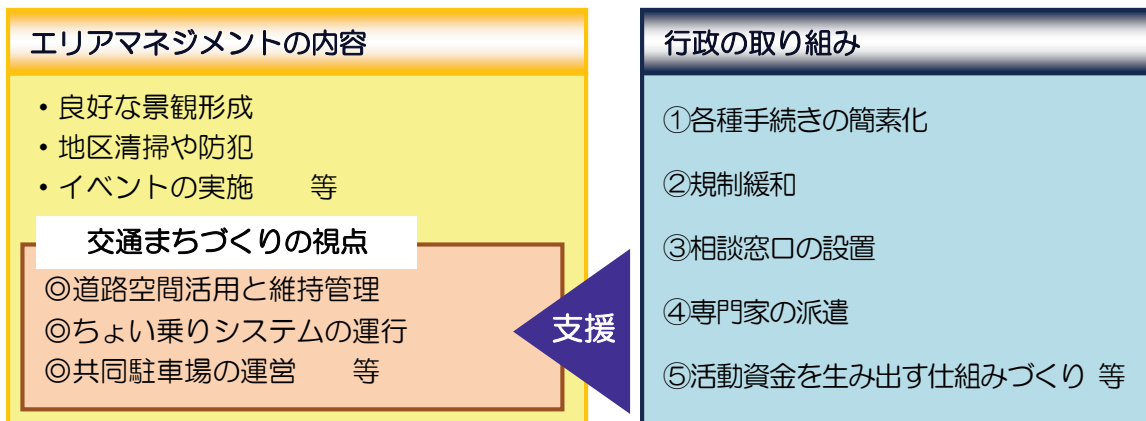 エリアマネジメントの内容
・良好な景観形成
・地区清掃や防犯
・イベントの実施　等
交通まちづくりの視点
◎道路空間活用と維持管理
◎ちょい乗りシステムの運行
◎共同駐車場の運営　等
支援
行政の取り組み
①各種手続きの簡素化
②規制緩和
③相談窓口の設置
④専門家の派遣
⑤活動資金を生み出す仕組みづくり 等